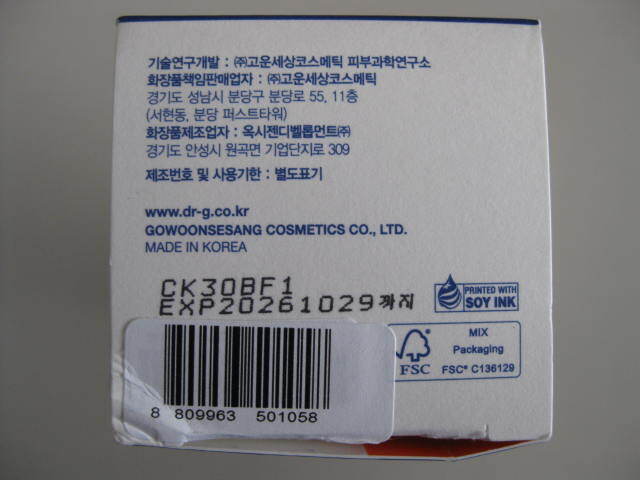 기술연구개발 : ㈜고운세상코스메틱 피부과학연구소
화장품책임판매업자 : ㈜고운세상코스메틱
경기도 성남시 분당구 분당로 55, 11층
(서현동, 분당 퍼스트타워)
화장품제조업자 : 옥시젠디벨롭먼트㈜
경기도 안성시 원곡면 기업단지로 309
제조번호 및 사용기한 : 별도표기
www.dr-g.co.kr
GOWOONSESANG COSMETICS CO., LTD.
MADE IN KOREA
CK30BF1
EXP20261029까지
PRINTED WITH
SOY INK
MIX
Packaging
FSC
FSC® C136129
8 809963 501058